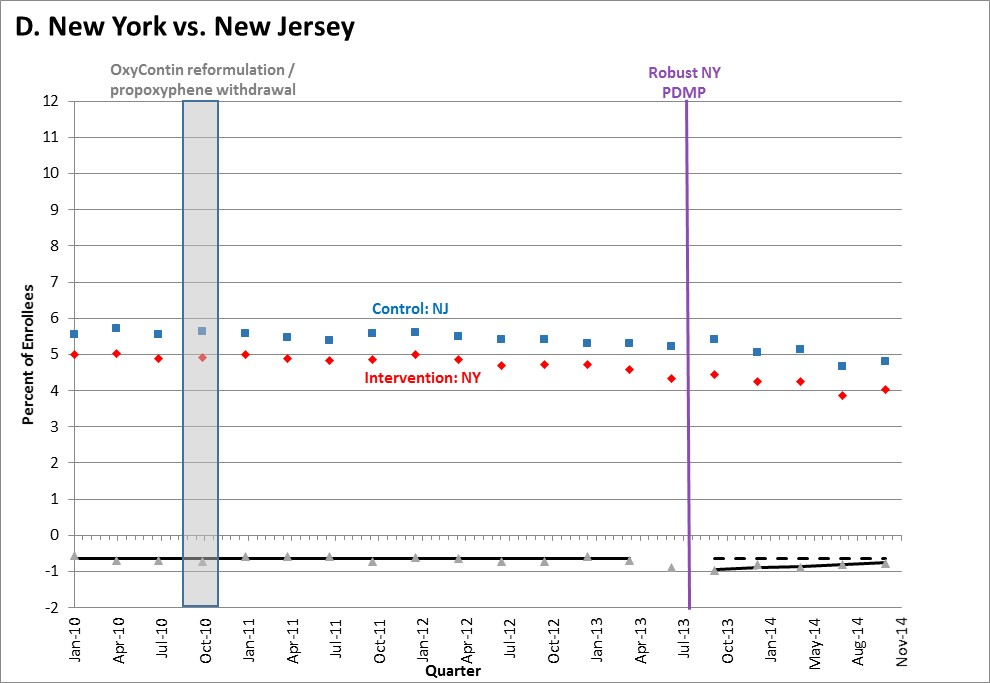 D. New York vs. New Jersey
OxyContin reformulation /
propoxyphene withdrawal
Robust NY
PDMP
12
11
10
9
8
7
6
5
4
3
2
1
0
-1
-2
Percent of Enrollees
Control: NJ
Intervention: NY
Jan-10
Apr-10
Jul-10
Oct-10
Jan-11
Apr-11
Jul-11
Oct-11
Jan-12
Apr-12
Jul-12
Oct-12
Jan-13
Apr-13
Jul-13
Oct-13
Jan-14
May-14
Aug-14
Nov-14
Quarter